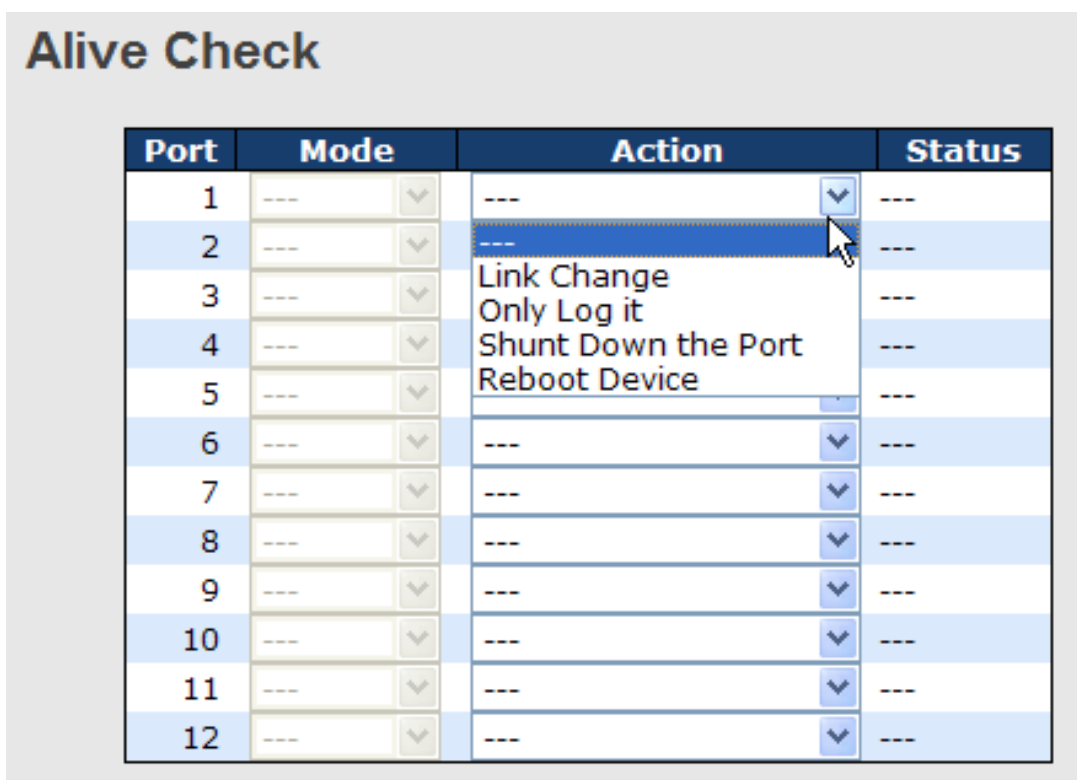 Alive Check
Port Mode Action Status
1 --- --- ---
2 --- --- ---
3 --- Link Change ---
Only Log it
4 --- Shunt Down the Port ---
5 --- Reboot Device ---
6 --- --- ---
7 --- --- ---
8 --- --- ---
9 --- --- ---
10 --- --- ---
11 --- --- ---
12 --- --- ---